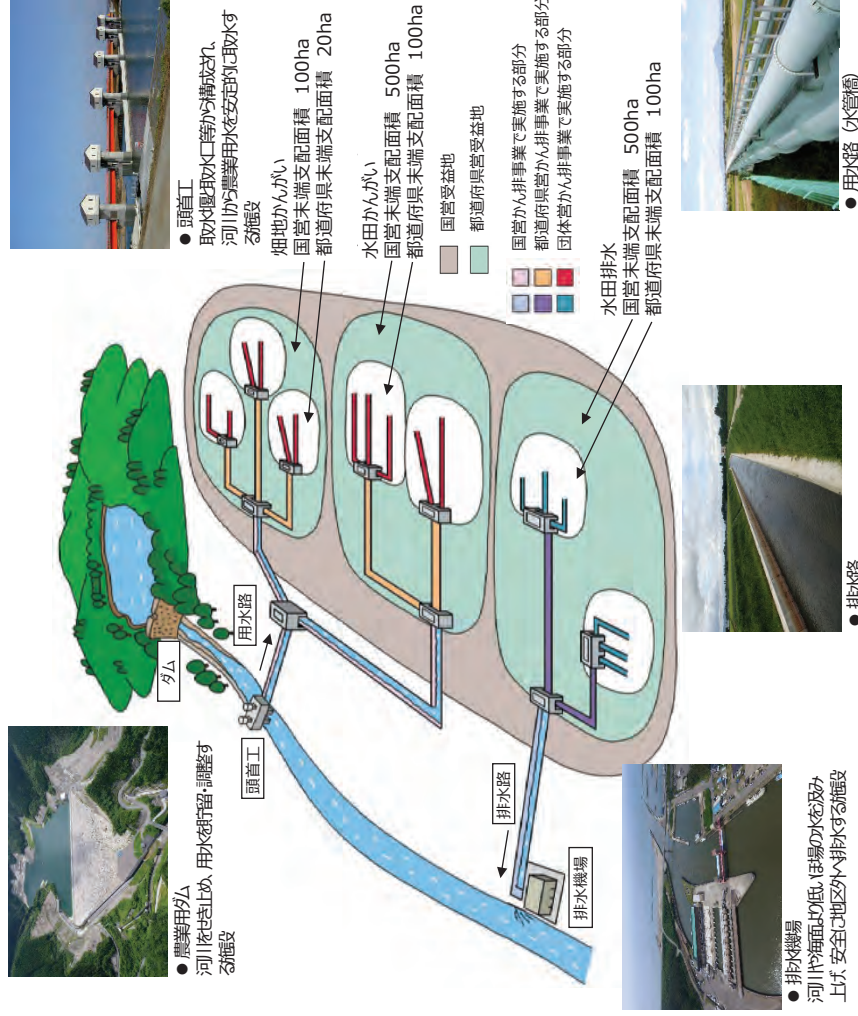 ● 農業用ダム
河川をせき止め、用水を貯留・調整す
る施設
● 頭首工
取水堰、取水口等から構成され、
河川から農業用水を安定的に取水す
る施設
ダム
用水路
頭首工
排水路
排水機場
畑地かんがい
国営末端支配面積 100ha
都道府県末端支配面積 20ha
水田かんがい
国営末端支配面積 500ha
都道府県末端支配面積 100ha
国営受益地
都道府県営受益地
国営かん排事業で実施する部分
都道府県営かん排事業で実施する部分
団体営かん排事業で実施する部分
水田排水
国営末端支配面積 500ha
都道府県末端支配面積 100ha
● 排水機場
河川や海面より低いほ場の水を汲み
上げ、安全に地区外へ排水する施設
● 排水路
● 用水路（水管橋）